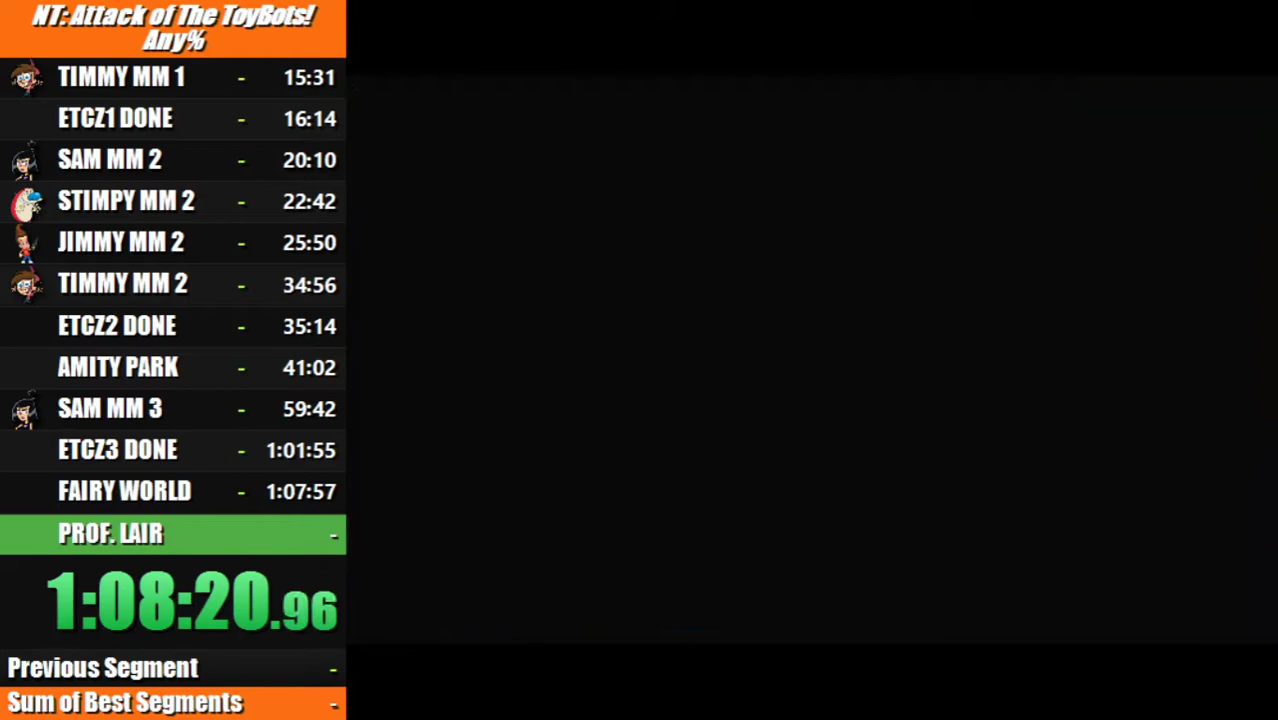 NT: Attack of The ToyBots!
Any%
TIMMY MM 1 - 15:31
ETCZ1 DONE - 16:14
SAM MM 2 - 20:10
STIMPY MM 2 - 22:42
JIMMY MM 2 - 25:50
TIMMY MM 2 - 34:56
ETCZ2 DONE - 35:14
AMITY PARK - 41:02
SAM MM 3 - 59:42
ETCZ3 DONE - 1:01:55
FAIRY WORLD - 1:07:57
PROF. LAIR -
1:08:20.96
Previous Segment -
Sum of Best Segments -